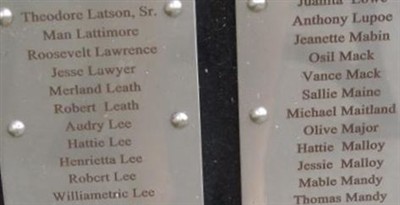 Theodore Latson, Sr.
Man Lattimore
Roosevelt Lawrence
Jesse Lawyer
Merland Leath
Robert Leath
Audry Lee
Hattie Lee
Henrietta Lee
Robert Lee
Williametric Lee
Juanita Lowe
Anthony Lupoe
Jeanette Mabin
Osil Mack
Vance Mack
Sallie Maine
Michael Maitland
Olive Major
Hattie Malloy
Jessie Malloy
Mable Mandy
Thomas Mandy